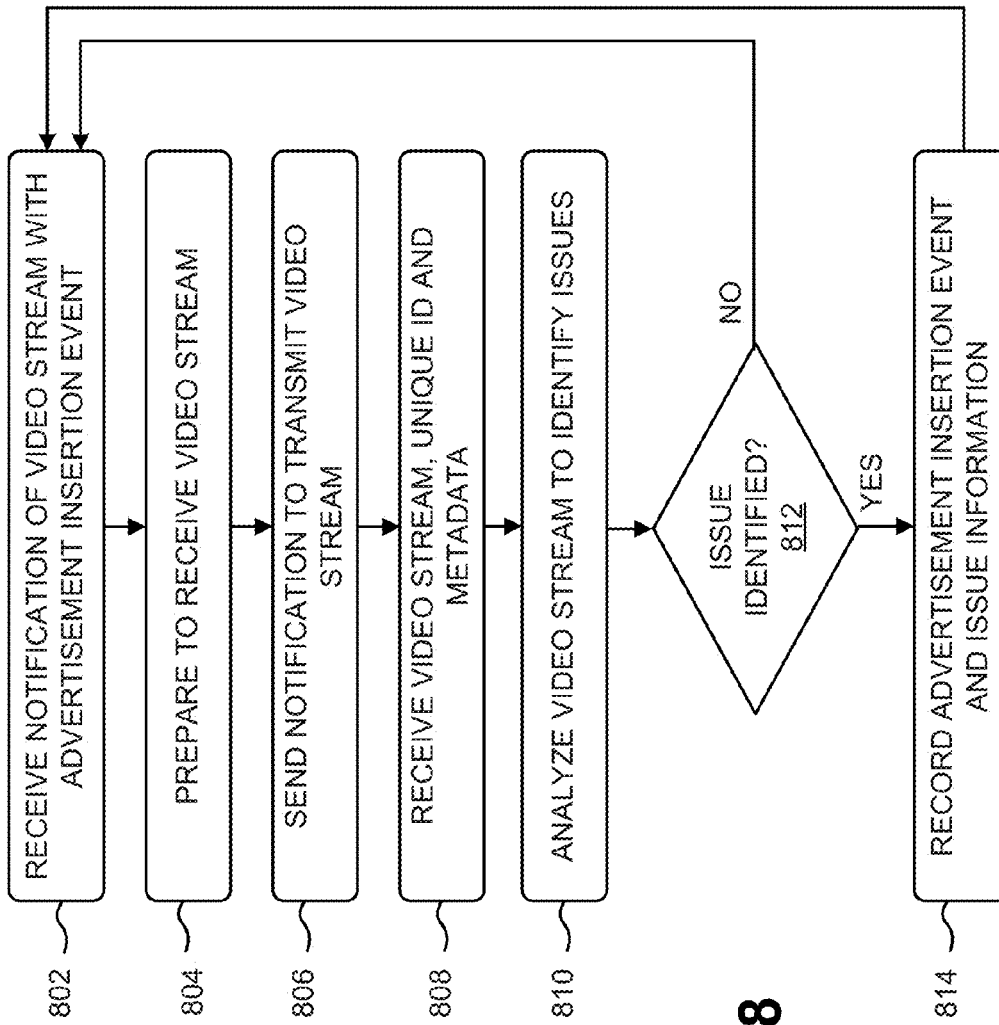 802
RECEIVE NOTIFICATION OF VIDEO STREAM WITH
ADVERTISEMENT INSERTION EVENT
804
PREPARE TO RECEIVE VIDEO STREAM
806
SEND NOTIFICATION TO TRANSMIT VIDEO
STREAM
808
RECEIVE VIDEO STREAM, UNIQUE ID AND
METADATA
810
ANALYZE VIDEO STREAM TO IDENTIFY ISSUES
ISSUE
IDENTIFIED?
812
NO
YES
814
RECORD ADVERTISEMENT INSERTION EVENT
AND ISSUE INFORMATION
8